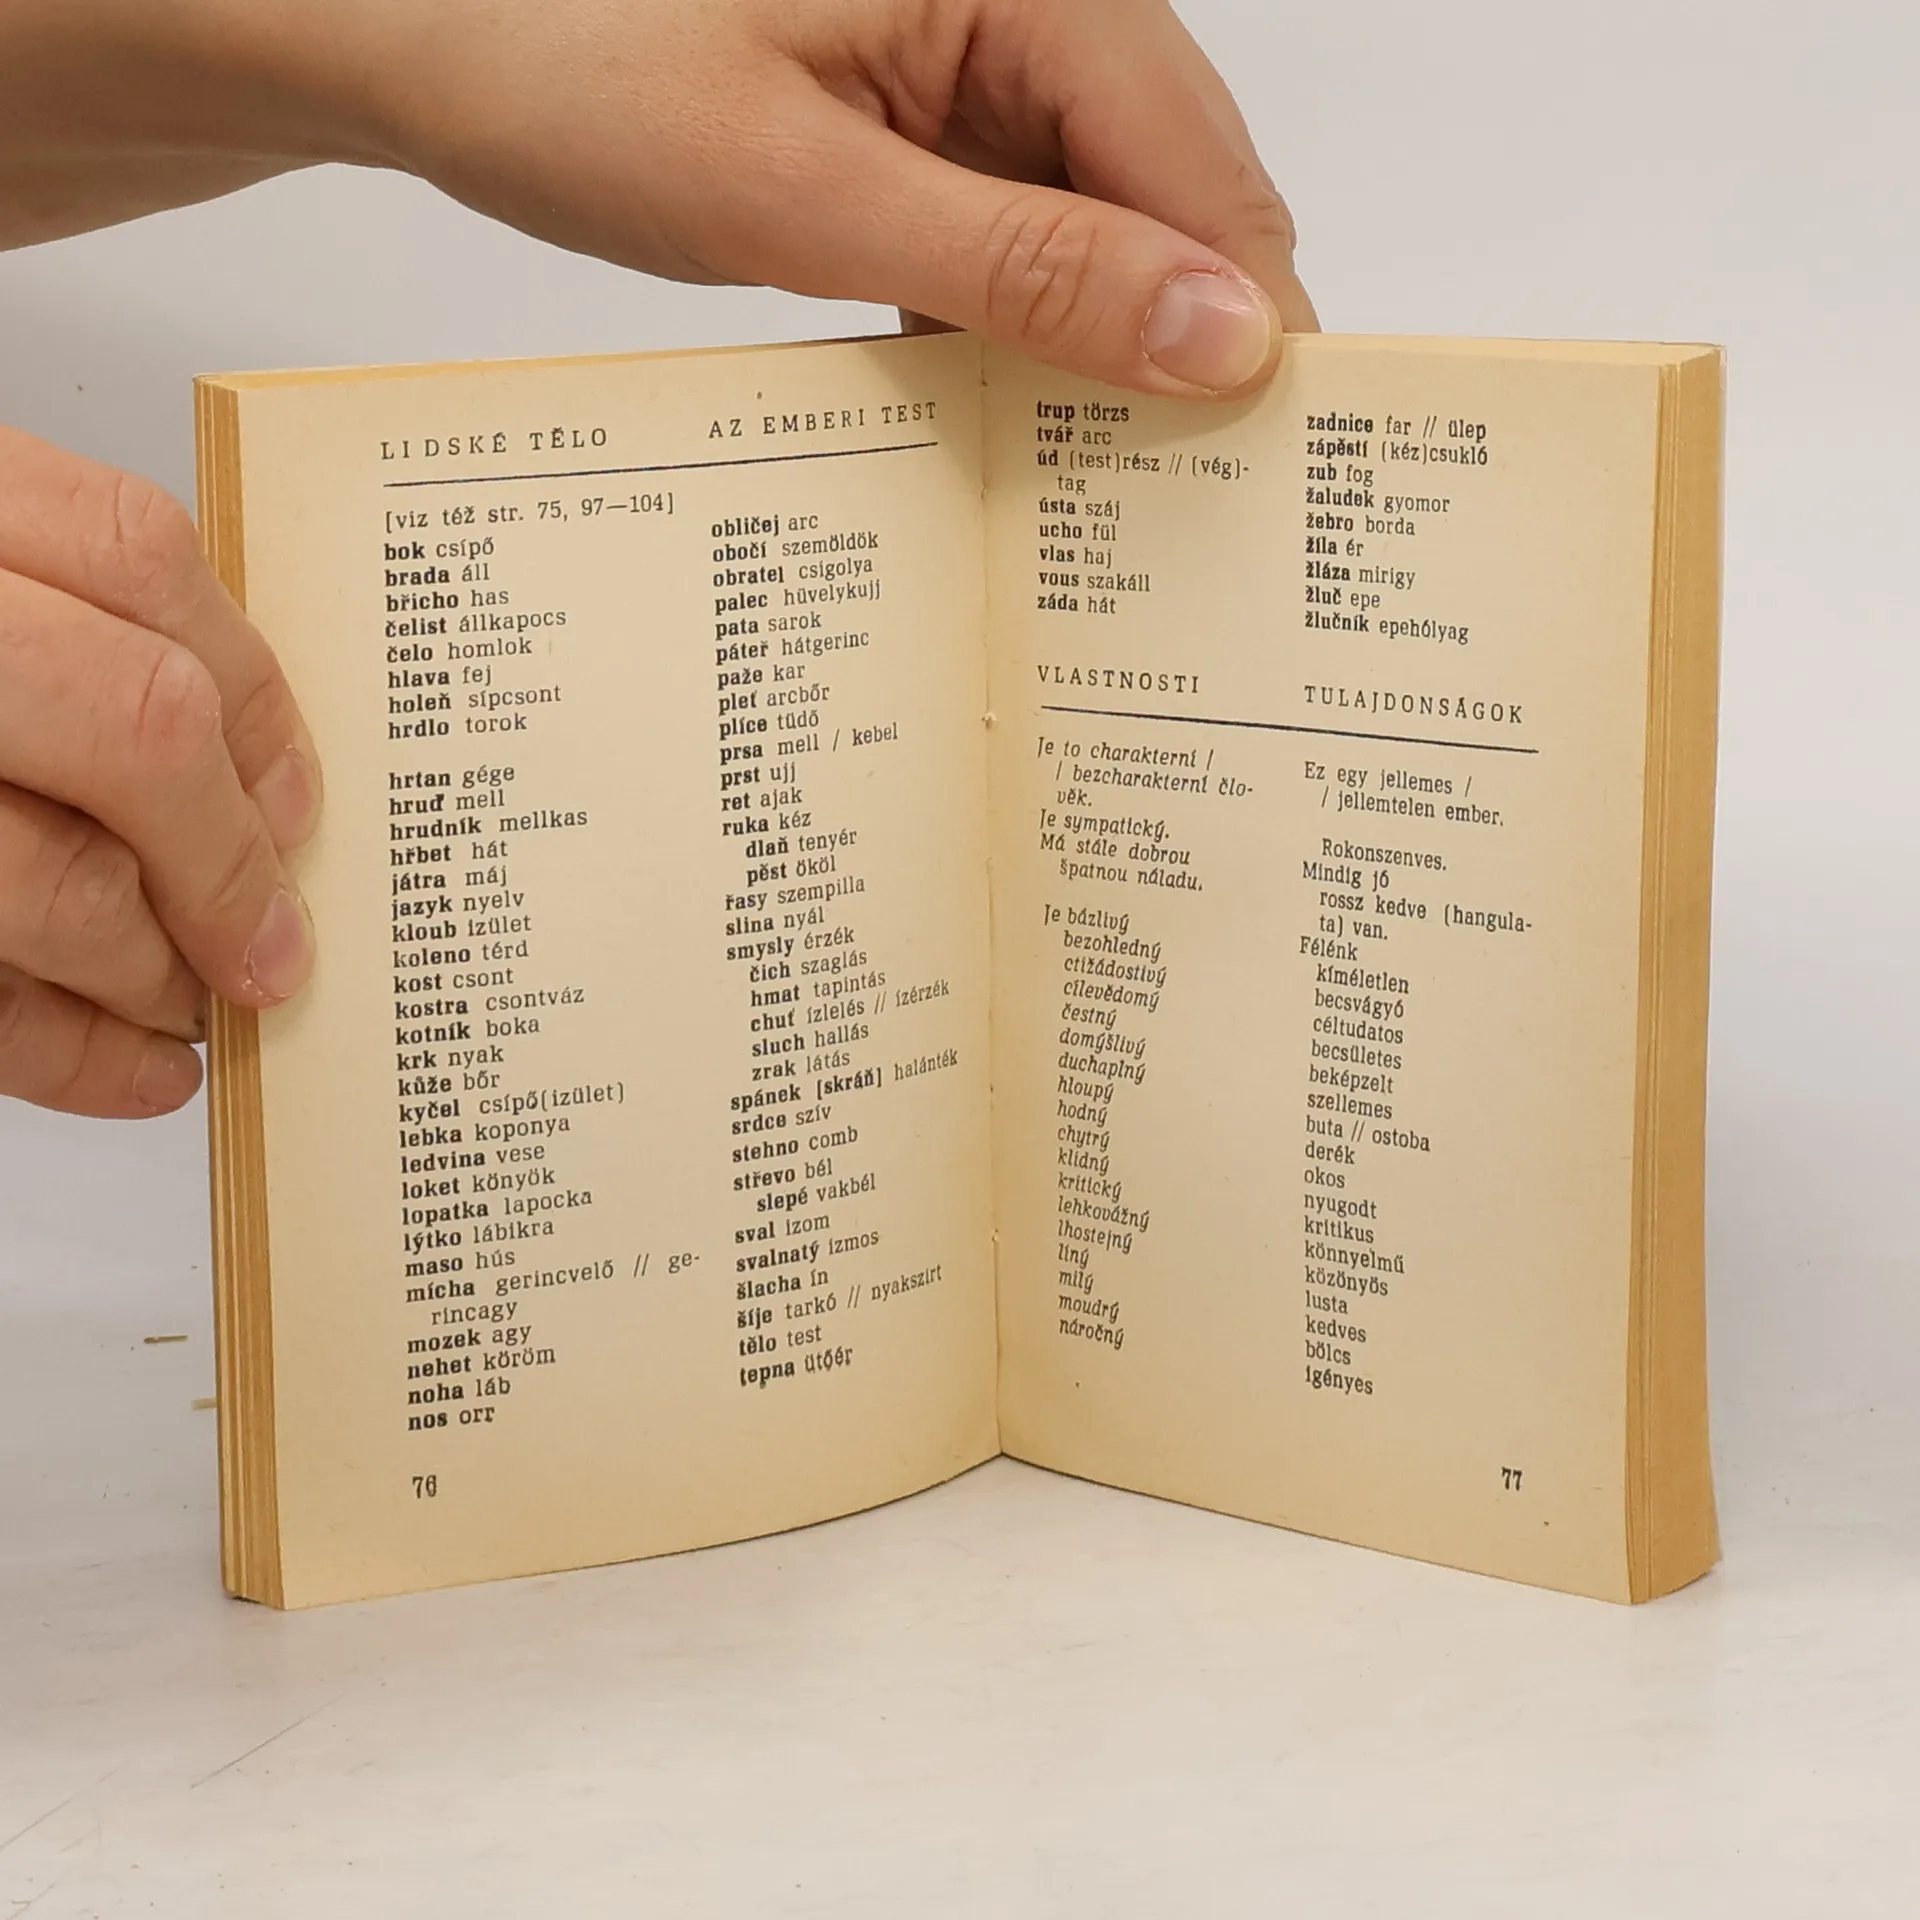 LIDSKÉ TĚLO
AZ EMBERI TEST
[viz též str. 75, 97—104]
bok csípő
brada áll
břicho has
čelist állkapocs
čelo homlok
hlava fej
holeň sípcsont
hrdlo torok
hrtan gége
hruď mell
hrudník mellkas
hřbet hát
játra máj
jazyk nyelv
kloub izület
koleno térd
kost csont
kostra csontváz
kotník boka
krk nyak
kůže bőr
kyčel csípő(izület)
lebka koponya
ledvina vese
loket könyök
lopatka lapocka
lýtko lábikra
maso hús
mícha gerincvelő // ge-
rincagy
mozek agy
nehet köröm
noha láb
nos orr
obličej arc
obočí szemöldök
obratel csigolya
palec hüvelykujj
pata sarok
páteř hátgerinc
paže kar
pleť arcbőr
plíce tüdő
prsa mell / kebel
prst ujj
ret ajak
ruka kéz
dlaň tenyér
pěst ököl
řasy szempilla
slina nyál
smysly érzék
čich szaglás
hmat tapintás
chuť ízlelés // ízérzék
sluch hallás
zrak látás
spánek [skráň] halánték
srdce szív
stehno comb
střevo bél
slepé vakbél
sval izom
svalnatý izmos
šlacha ín
šíje tarkó // nyakszirt
tělo test
tepna ütőér
76
trup törzs
tvář arc
úd (test)rész // (vég)-
tag
ústa száj
ucho fül
vlas haj
vous szakáll
záda hát
zadnice far // ülep
zápěstí (kéz)csukló
zub fog
žaludek gyomor
žebro borda
žíla ér
žláza mirigy
žluč epe
žlučník epehólyag
VLASTNOSTI
TULAJDONSÁGOK
Je to charakterní /
/ bezcharakterní člo-
věk.
Je sympatický.
Má stále dobrou
špatnou náladu.
Je bázlivý
bezohledný
ctižádostivý
cílevědomý
čestný
domýšlivý
duchaplný
hloupý
hodný
chytrý
klidný
kritický
lehkovážný
lhostejný
líný
milý
moudrý
náročný
Ez egy jellemes /
/ jellemtelen ember.
Rokonszenves.
Mindig jó
rossz kedve (hangula-
ta) van.
Félénk
kíméletlen
becsvágyó
céltudatos
becsületes
beképzelt
szellemes
buta // ostoba
derék
okos
nyugodt
kritikus
könnyelmű
közönyös
lusta
kedves
bölcs
igényes
77